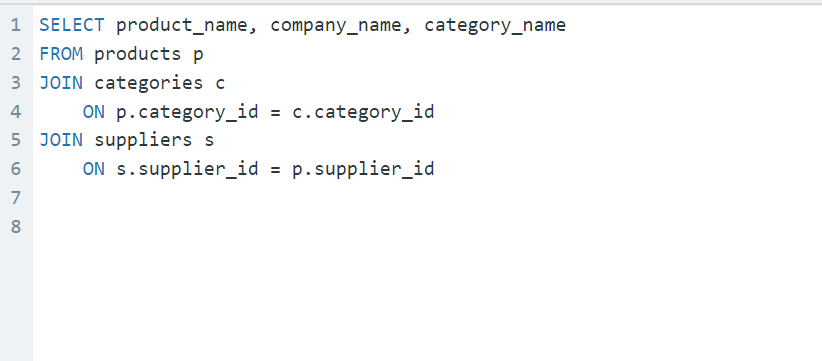 1 SELECT product_name, company_name, category_name
2 FROM products p
3 JOIN categories c
4     ON p.category_id = c.category_id
5 JOIN suppliers s
6     ON s.supplier_id = p.supplier_id
7
8